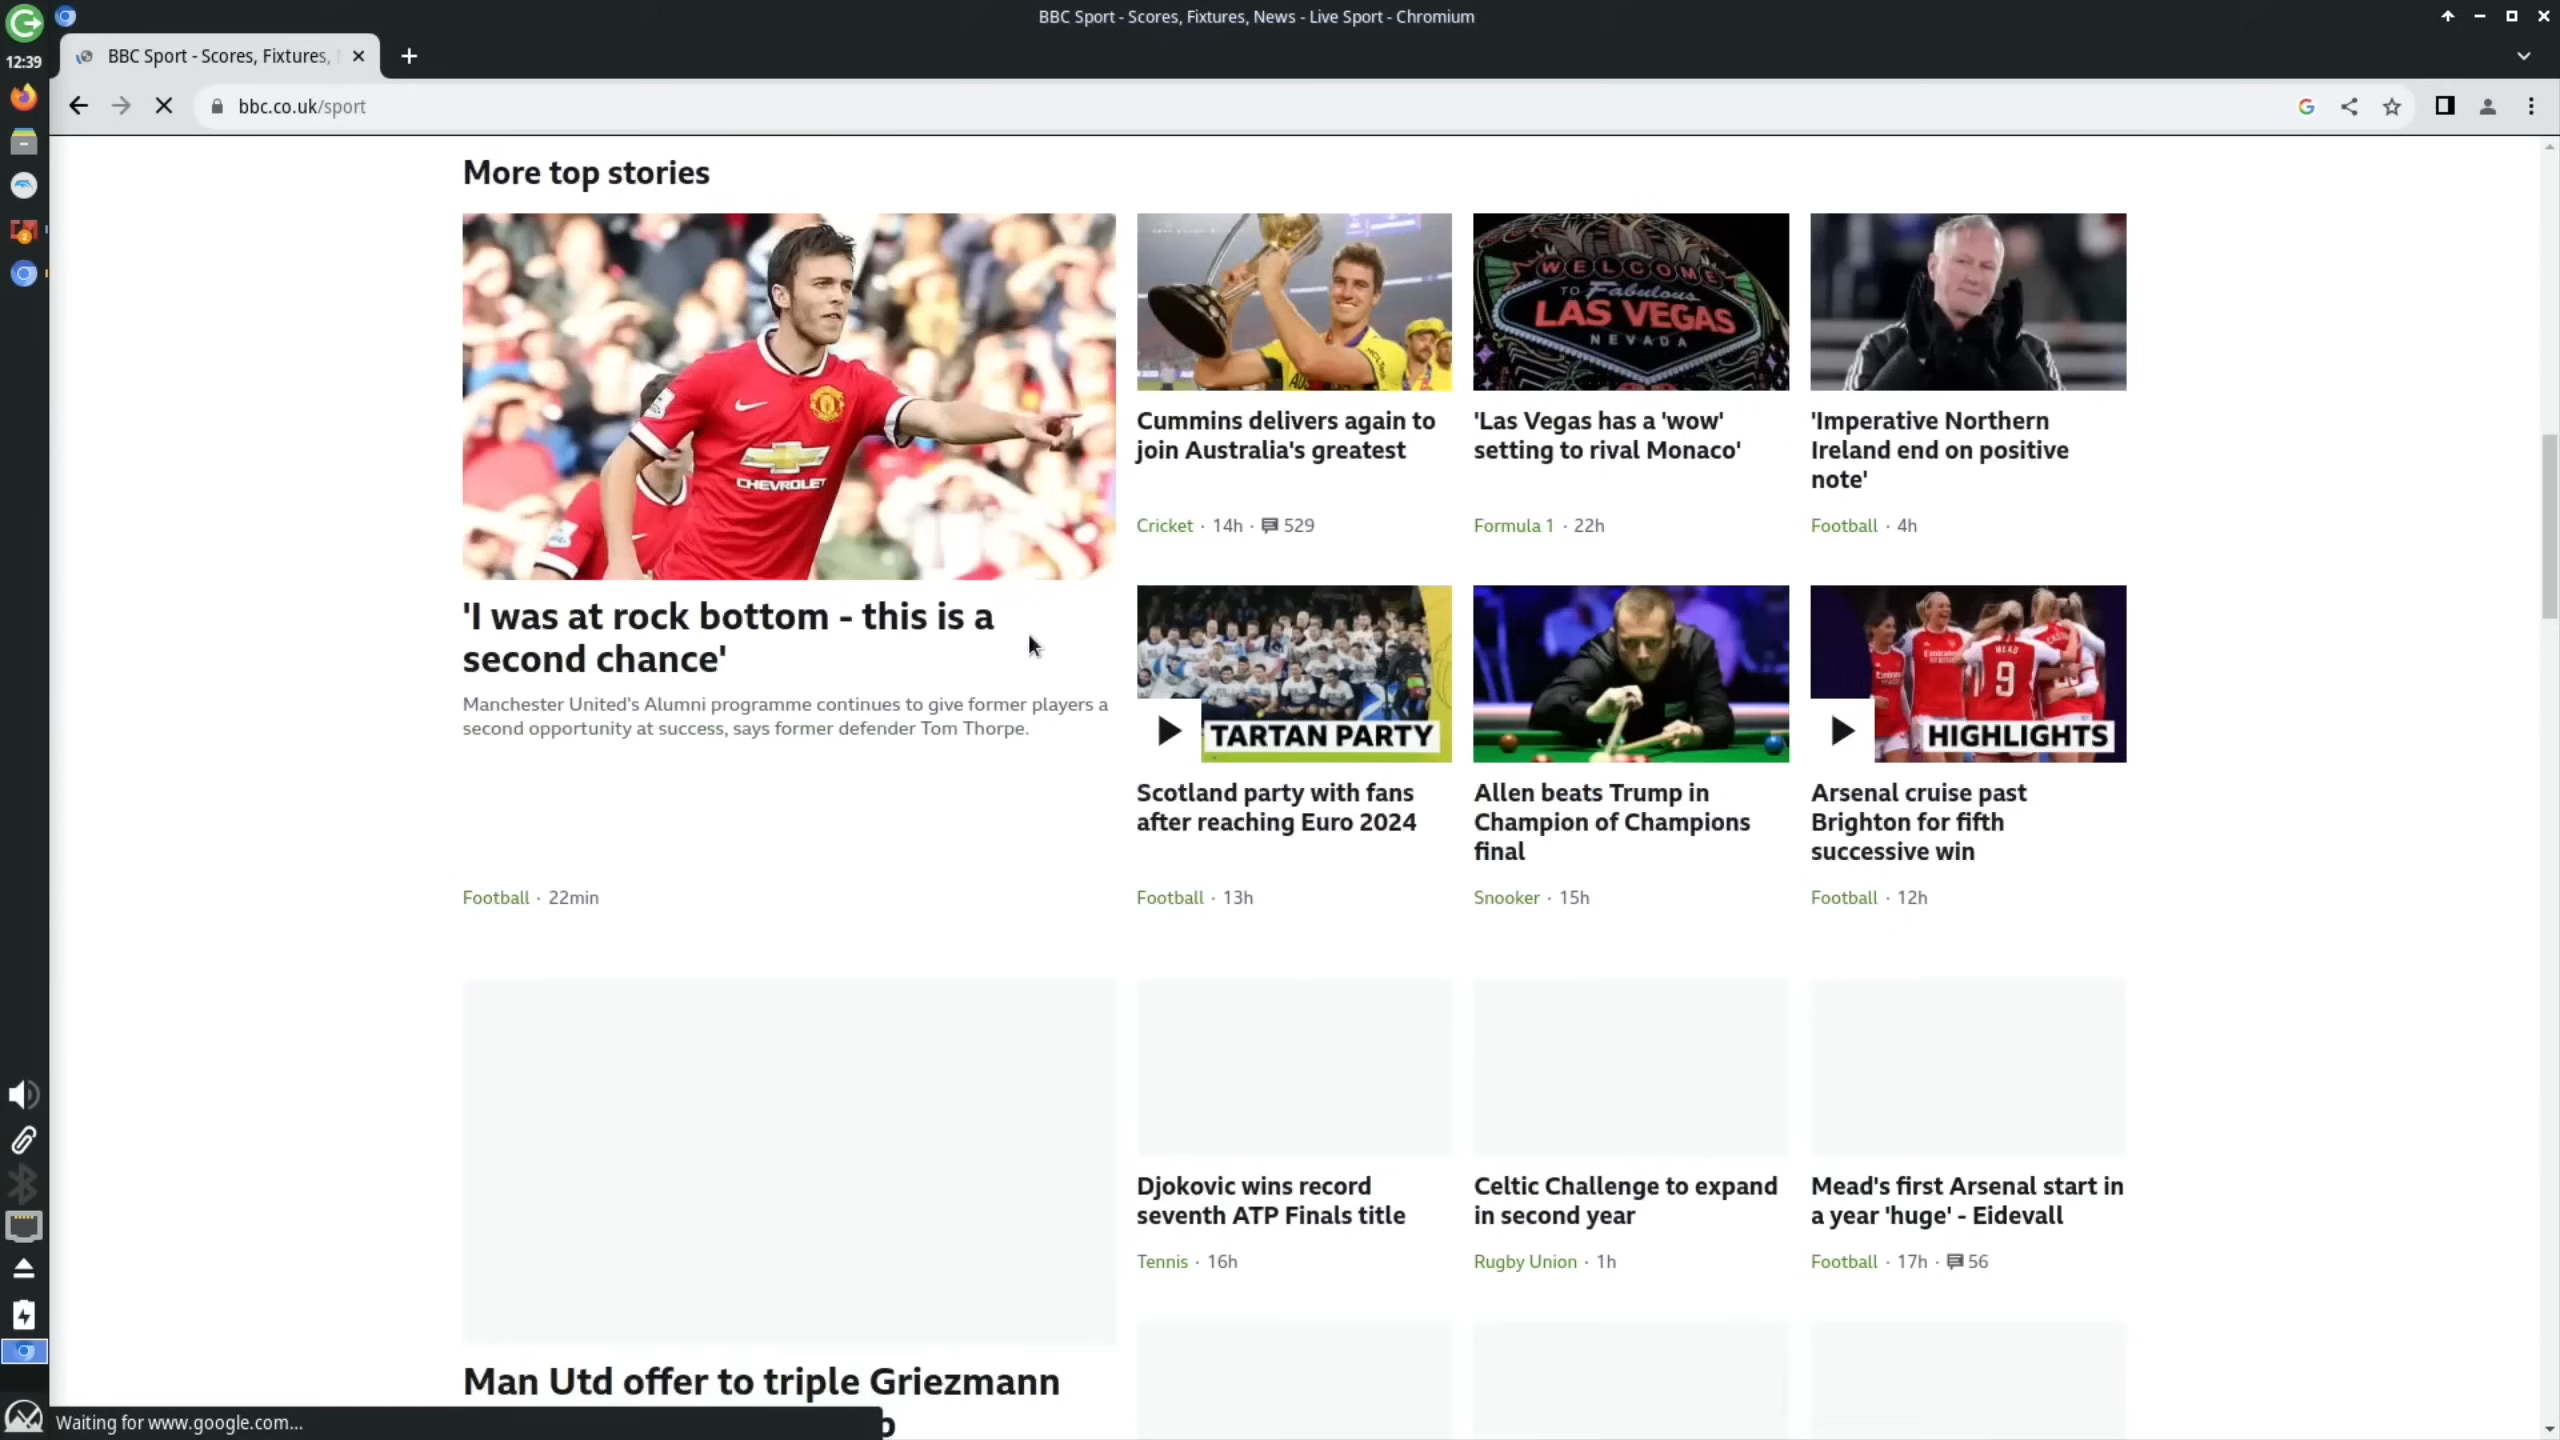 BBC Sport - Scores, Fixtures, News - Live Sport - Chromium
12:39
BBC Sport - Scores, Fixtures,
bbc.co.uk/sport
More top stories
CHEVROLET
'I was at rock bottom - this is a
second chance'
Manchester United's Alumni programme continues to give former players a
second opportunity at success, says former defender Tom Thorpe.
Football · 22min
Cummins delivers again to
join Australia's greatest
Cricket · 14h · 529
WELCOME
TO Fabulous
LAS VEGAS
NEVADA
'Las Vegas has a 'wow'
setting to rival Monaco'
Formula 1 · 22h
'Imperative Northern
Ireland end on positive
note'
Football · 4h
TARTAN PARTY
Scotland party with fans
after reaching Euro 2024
Football · 13h
Allen beats Trump in
Champion of Champions
final
Snooker · 15h
MEAD
9
HIGHLIGHTS
Arsenal cruise past
Brighton for fifth
successive win
Football · 12h
Djokovic wins record
seventh ATP Finals title
Tennis · 16h
Celtic Challenge to expand
in second year
Rugby Union · 1h
Mead's first Arsenal start in
a year 'huge' - Eidevall
Football · 17h · 56
Man Utd offer to triple Griezmann
Waiting for www.google.com...